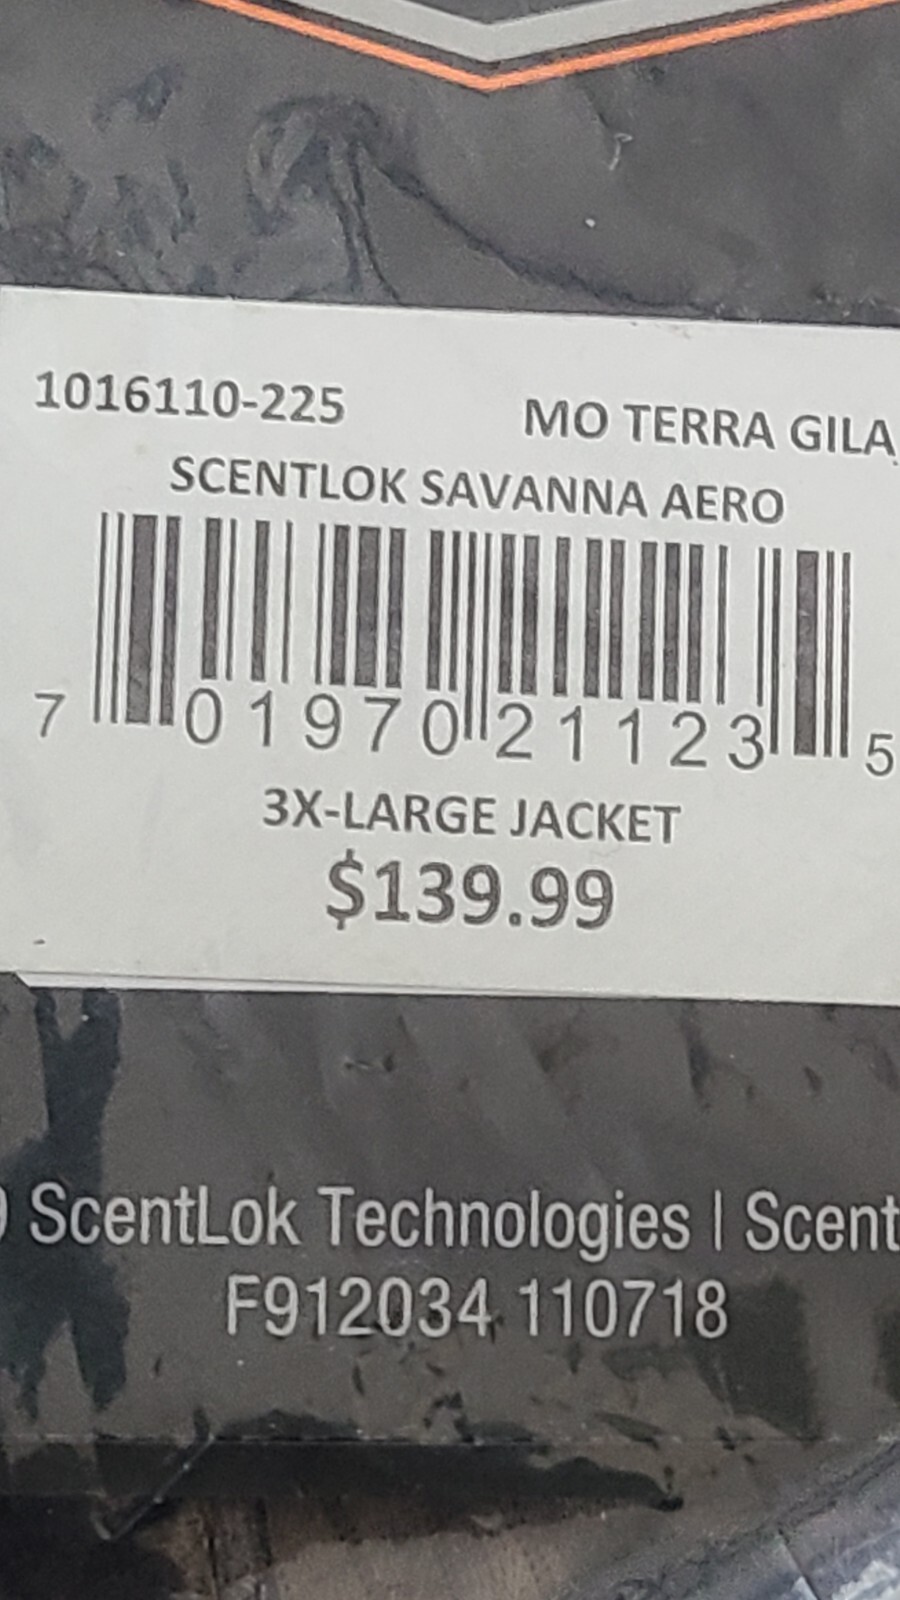 1016110-225 MO TERRA GILA
SCENTLOK SAVANNA AERO
7 01970 21123 5
3X-LARGE JACKET
$139.99
ScentLok Technologies | Scent
F912034 110718